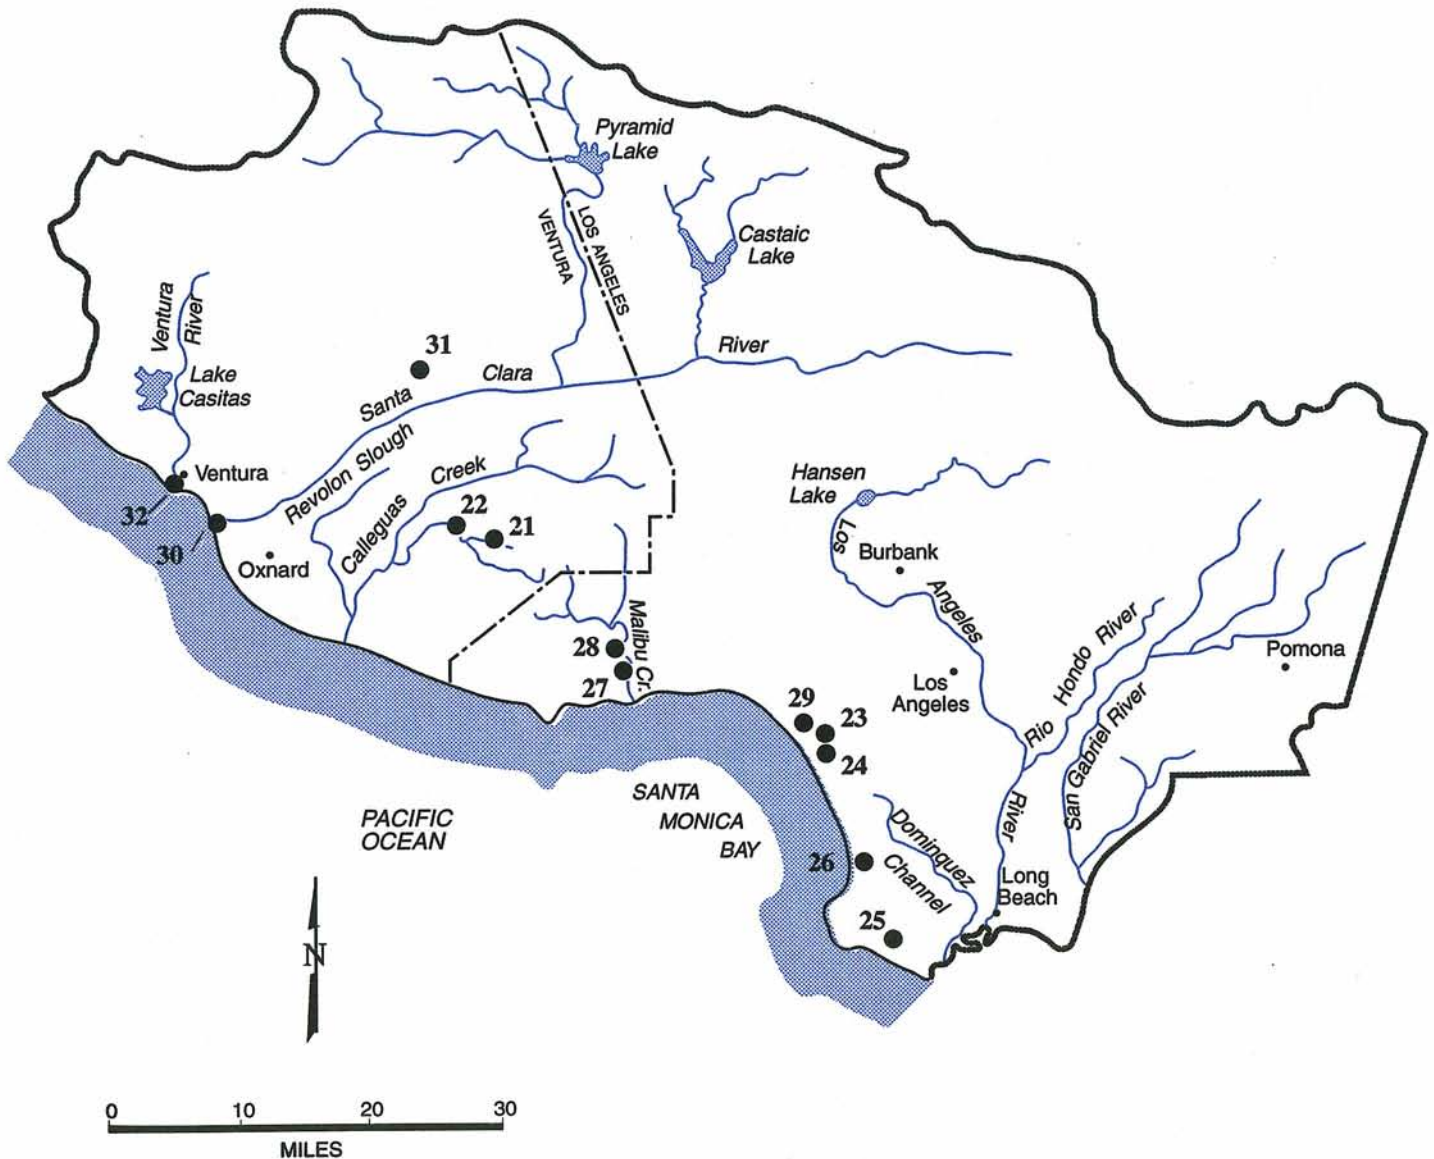 Pyramid
Lake
VENTURA
LOS ANGELES
Castaic
Lake
Ventura
River
Lake
Casitas
31
Santa
Clara
River
Revolon Slough
Calleguas
Creek
Ventura
32
30
Oxnard
22
21
Hansen
Lake
Los
Angeles
River
Burbank
Malibu Cr.
28
27
Los
Angeles
Rio
Hondo
River
San Gabriel River
Pomona
29
23
24
PACIFIC
OCEAN
SANTA
MONICA
BAY
26
25
Dominquez
Channel
Long
Beach
N
0
10
20
30
MILES